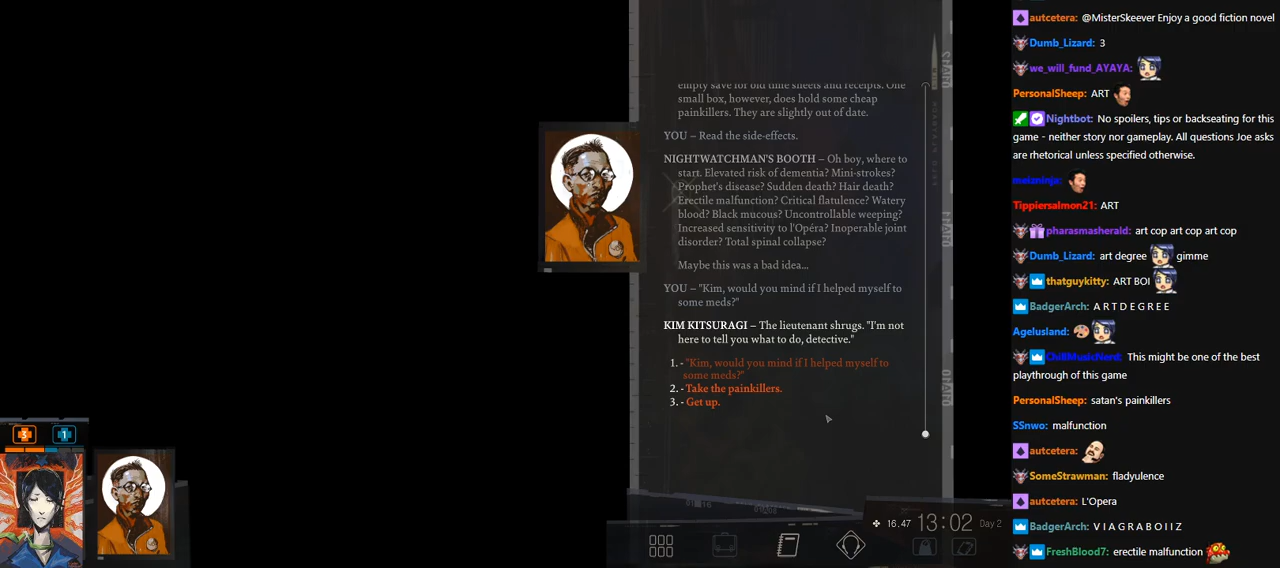 empty save for old time sheets and receipts. One
small box, however, does hold some cheap
painkillers. They are slightly out of date.
YOU – Read the side-effects.
NIGHTWATCHMAN'S BOOTH – Oh boy, where to
start. Elevated risk of dementia? Mini-strokes?
Prophet's disease? Sudden death? Hair death?
Erectile malfunction? Critical flatulence? Watery
blood? Black mucous? Uncontrollable weeping?
Increased sensitivity to l'Opéra? Inoperable joint
disorder? Total spinal collapse?
Maybe this was a bad idea...
YOU – "Kim, would you mind if I helped myself to
some meds?"
KIM KITSURAGI – The lieutenant shrugs. "I'm not
here to tell you what to do, detective."
1. - "Kim, would you mind if I helped myself to
some meds?"
2. - Take the painkillers.
3. - Get up.
3
1
16.47 13:02 Day 2
autcetera: @MisterSkeever Enjoy a good fiction novel
Dumb_Lizard: 3
we_will_fund_AYAYA:
PersonalSheep: ART
Nightbot: No spoilers, tips or backseating for this
game - neither story nor gameplay. All questions Joe asks
are rhetorical unless specified otherwise.
Tippiersalmon21: ART
pharasmasherald: art cop art cop art cop
Dumb_Lizard: art degree gimme
thatguykitty: ART BOI
BadgerArch: A R T D E G R E E
Agelusland:
ChillMusicNerd: This might be one of the best
playthrough of this game
PersonalSheep: satan's painkillers
SSnwo: malfunction
autcetera:
SomeStrawman: fladyulence
autcetera: L'Opera
BadgerArch: V I A G R A B O I I Z
FreshBlood7: erectile malfunction